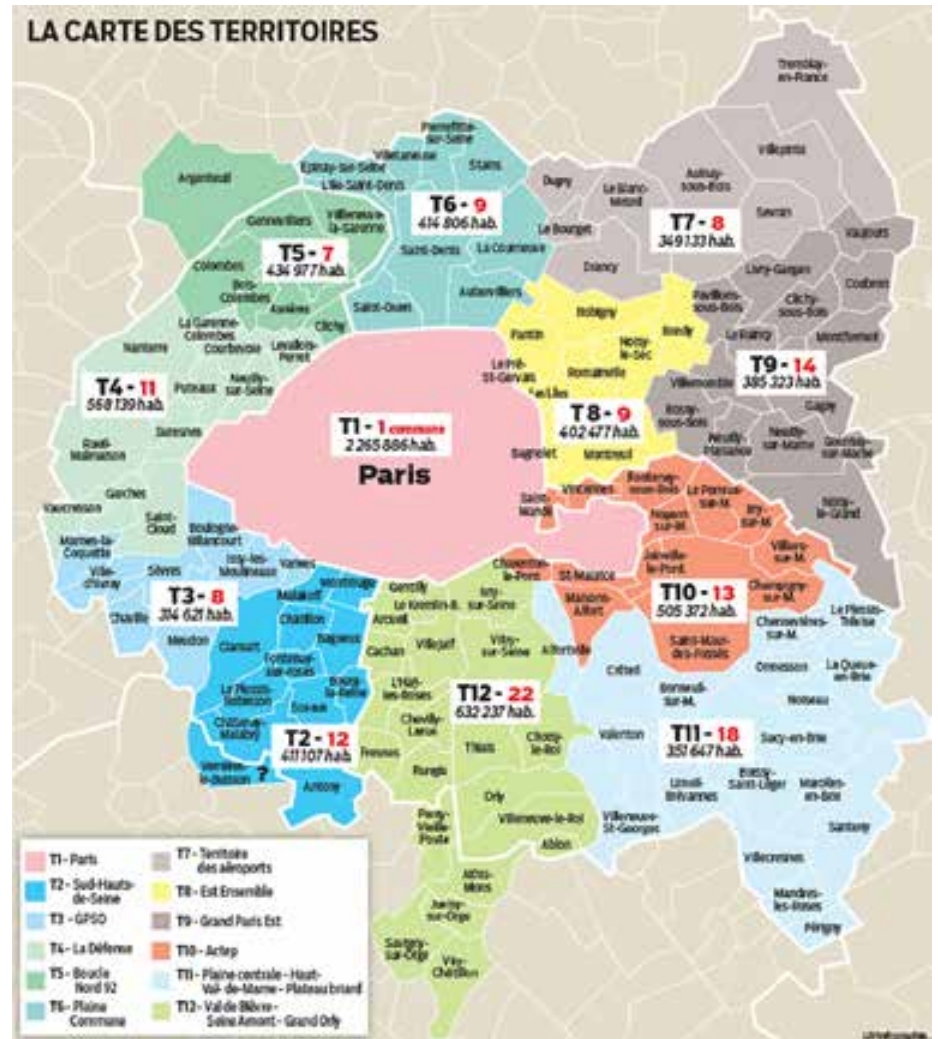 LA CARTE DES TERRITOIRES
Tremblay-
en-France
Pierrefitte-
sur-Seine
Villetaneuse
Epinay-sur-Seine
L'Ile-Saint-Denis
Stains
Villepinte
Argenteuil
Dugny
Le Blanc-
Mesnil
Aulnay-
sous-Bois
T6 - 9
414 806 hab.
Gennevilliers
Villeneuve-
la-Garenne
Le Bourget
T7 - 8
349 133 hab.
Sevran
Vaujours
T5 - 7
434 977 hab.
Saint-Denis
La Courneuve
Drancy
Livry-Gargan
Coubron
Colombes
Bois-
Colombes
Asnières
Aubervilliers
Saint-Ouen
Pavillons-
sous-Bois
Clichy-
sous-Bois
Bobigny
La Garenne-
Colombes
Clichy
Pantin
Noisy-
le-Sec
Bondy
Le Raincy
Montfermeil
Nanterre
Courbevoie
Levallois-
Perret
Le Pré-
St-Gervais
Romainville
T9 - 14
385 323 hab.
T4 - 11
568 139 hab.
Puteaux
Neuilly-
sur-Seine
Les Lilas
Villemomble
Gagny
T1 - 1 commune
2 265 886 hab.
Paris
T8 - 9
402 477 hab.
Rosny-
sous-Bois
Suresnes
Neuilly-
Plaisance
Neuilly-
sur-Marne
Gournay-
sur-Marne
Rueil-
Malmaison
Bagnolet
Montreuil
Garches
Vaucresson
Saint-
Cloud
Boulogne-
Billancourt
Saint-
Mandé
Vincennes
Fontenay-
sous-Bois
Le Perreux-
sur-M.
Noisy-
le-Grand
Nogent-
sur-M.
Bry-
sur-M.
Marnes-la-
Coquette
Ville-
d'Avray
Sèvres
Issy-les-
Moulineaux
Vanves
Charenton-
le-Pont
St-Maurice
Joinville-
le-Pont
Villiers-
sur-M.
T3 - 8
314 621 hab.
Malakoff
Montrouge
Gentilly
Ivry-
sur-Seine
Maisons-
Alfort
T10 - 13
505 372 hab.
Champigny-
sur-M.
Chaville
Meudon
Châtillon
Bagneux
Arcueil
Le Kremlin-B.
Le Plessis-
Trévise
Clamart
Cachan
Villejuif
Vitry-
sur-Seine
Alfortville
Saint-Maur-
des-Fossés
Chennevières-
sur-M.
Fontenay-
aux-Roses
Bourg-
la-Reine
L'Haÿ-
les-Roses
Créteil
Ormesson
La Queue-
en-Brie
Le Plessis-
Robinson
Sceaux
T12 - 22
632 237 hab.
Bonneuil-
sur-M.
Noiseau
Châtenay-
Malabry
T2 - 12
411 107 hab.
Chevilly-
Larue
Choisy-
le-Roi
Valenton
T11 - 18
351 647 hab.
Sucy-en-Brie
Fresnes
Thiais
Verrières-
le-Buisson
?
Antony
Rungis
Limeil-
Brévannes
Boissy-
Saint-Léger
Marolles-
en-Brie
Orly
Paray-
Vieille-
Poste
Villeneuve-le-Roi
Villeneuve-
St-Georges
Santeny
Ablon
Villecresnes
Athis-
Mons
Mandres-
les-Roses
Juvisy-
sur-Orge
Périgny
Savigny-
sur-Orge
Viry-
Châtillon
T1 - Paris
T2 - Sud-Hauts-
de-Seine
T3 - GPSO
T4 - La Défense
T5 - Boucle
Nord 92
T6 - Plaine
Commune
T7 - Territoire
des aéroports
T8 - Est Ensemble
T9 - Grand Paris Est
T10 - Actep
T11 - Plaine centrale - Haut-
Val-de-Marne - Plateau briard
T12 - Val de Bièvre -
Seine Amont - Grand Orly